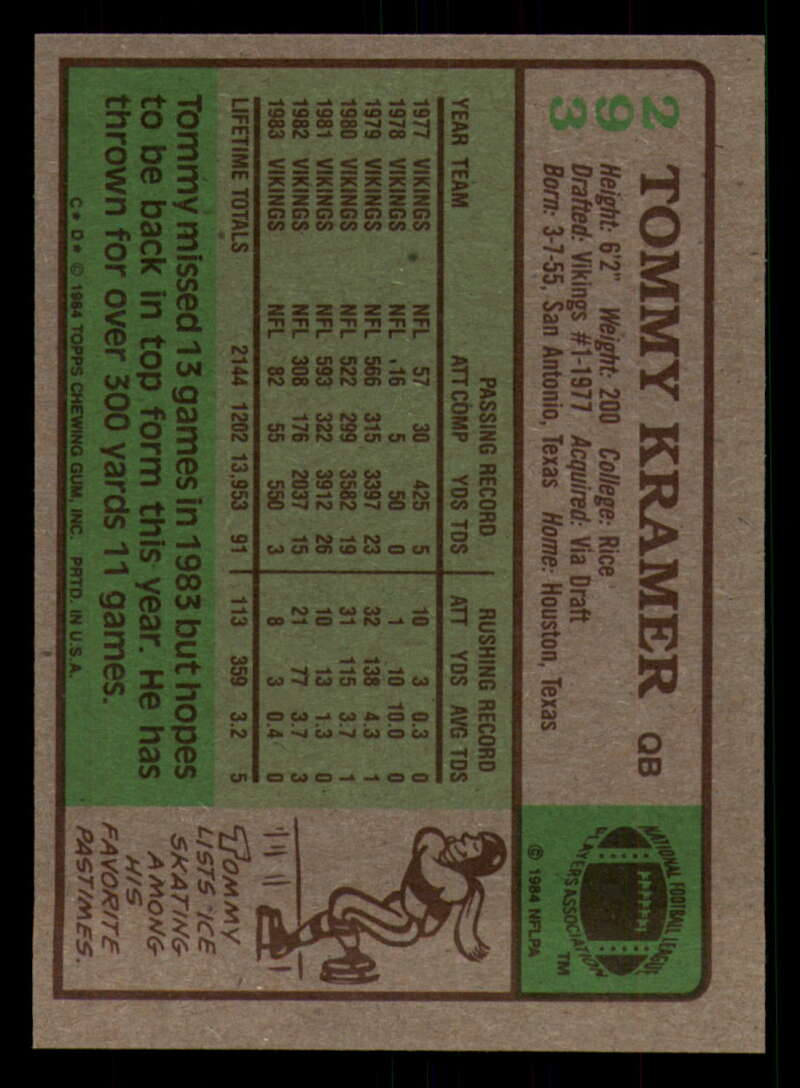 293
TOMMY KRAMER QB
Height: 6'2" Weight: 200 College: Rice
Drafted: Vikings #1-1977 Acquired: Via Draft
Born: 3-7-55, San Antonio, Texas Home: Houston, Texas
NATIONAL FOOTBALL LEAGUE
PLAYERS ASSOCIATION
TM
© 1984 NFLPA
PASSING RECORD RUSHING RECORD
YEAR TEAM ATT COMP YDS TDS ATT YDS AVG TDS
1977 VIKINGS NFL 57 30 425 5 10 3 0.3 0
1978 VIKINGS NFL 16 5 50 0 1 10 10.0 0
1979 VIKINGS NFL 566 315 3397 23 32 138 4.3 1
1980 VIKINGS NFL 522 299 3582 19 31 115 3.7 1
1981 VIKINGS NFL 593 322 3912 26 10 13 1.3 0
1982 VIKINGS NFL 308 176 2037 15 21 77 3.7 3
1983 VIKINGS NFL 82 55 550 3 8 3 0.4 0
LIFETIME TOTALS 2144 1202 13,953 91 113 359 3.2 5
Tommy missed 13 games in 1983 but hopes
to be back in top form this year. He has
thrown for over 300 yards 11 games.
C* D* © 1984 TOPPS CHEWING GUM, INC. PRTD. IN U.S.A.
TOMMY
LISTS ICE
SKATING
AMONG
HIS
FAVORITE
PASTIMES.